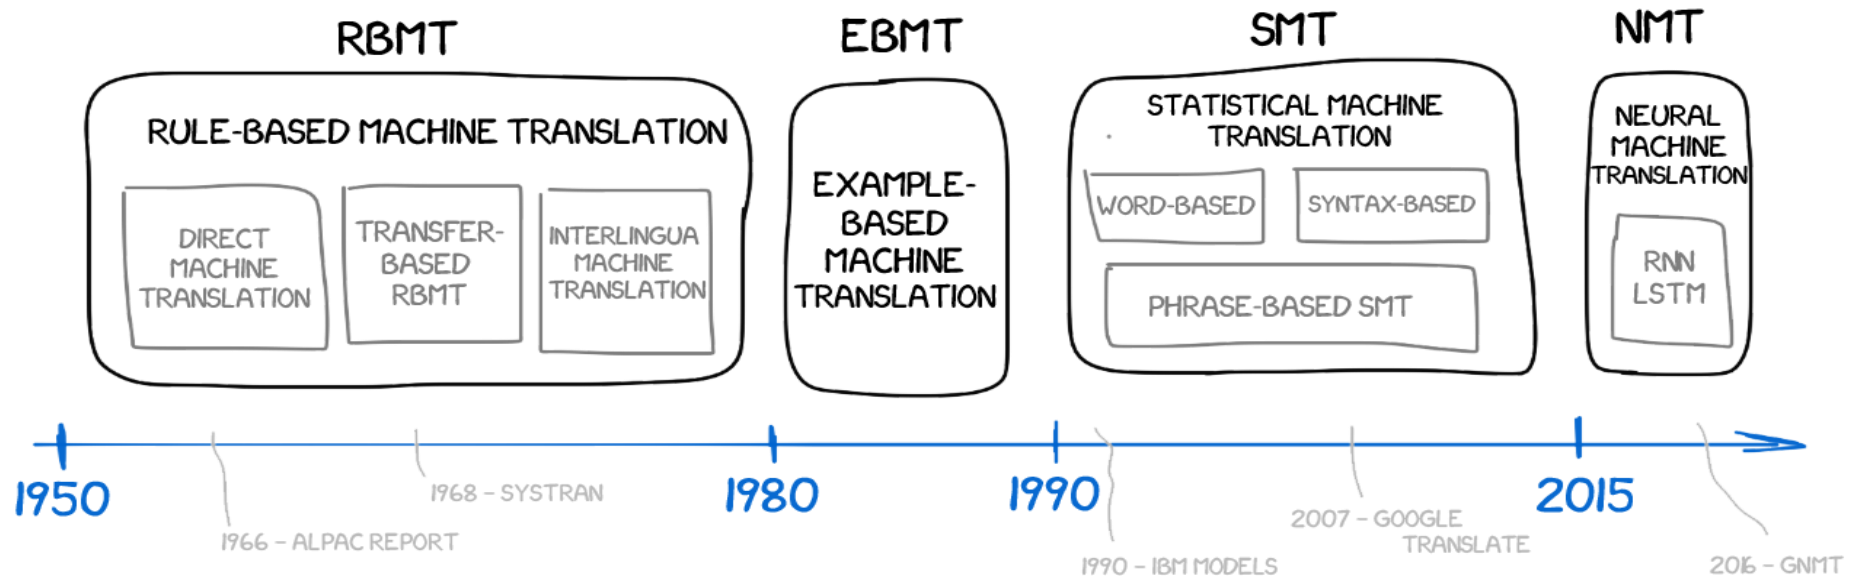 RBMT
RULE-BASED MACHINE TRANSLATION
DIRECT
MACHINE
TRANSLATION
TRANSFER-
BASED
RBMT
INTERLINGUA
MACHINE
TRANSLATION
EBMT
EXAMPLE-
BASED
MACHINE
TRANSLATION
SMT
STATISTICAL MACHINE
TRANSLATION
WORD-BASED
SYNTAX-BASED
PHRASE-BASED SMT
NMT
NEURAL
MACHINE
TRANSLATION
RNN
LSTM
1950
1966 – ALPAC REPORT
1968 – SYSTRAN
1980
1990
1990 – IBM MODELS
2007 – GOOGLE
TRANSLATE
2015
2016 – GNMT